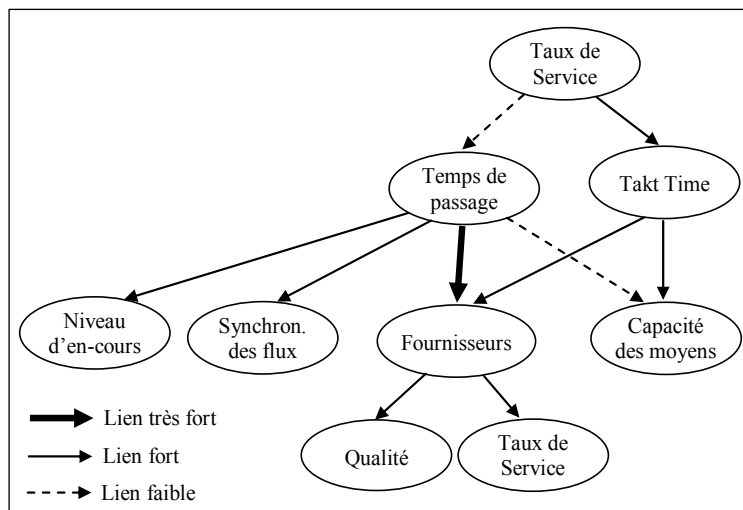 Taux de
Service
Temps de
passage
Takt Time
Niveau
d'en-cours
Synchron.
des flux
Fournisseurs
Capacité
des moyens
Qualité
Taux de
Service
Lien très fort
Lien fort
Lien faible